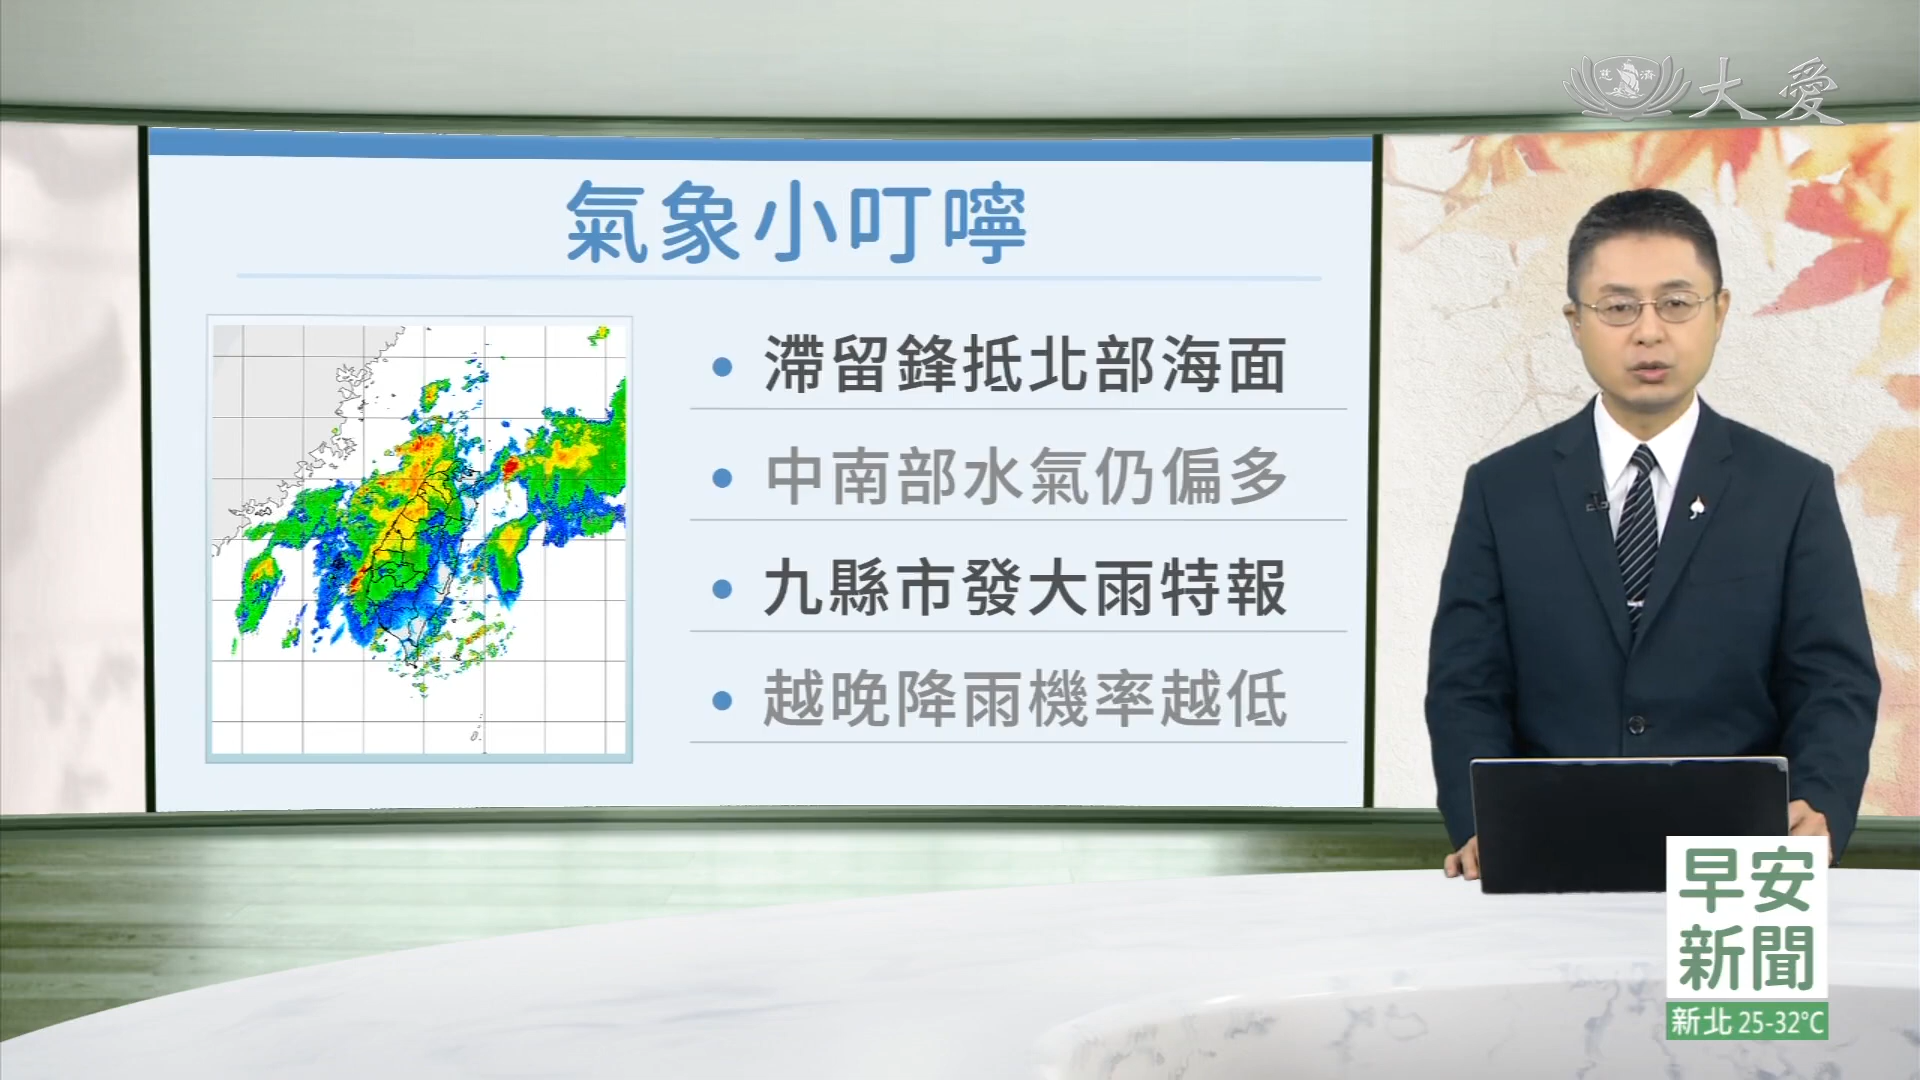 慈濟 大愛
氣象小叮嚀
滯留鋒抵北部海面
中南部水氣仍偏多
九縣市發大雨特報
越晚降雨機率越低
早安
新聞
新北 25-32°C